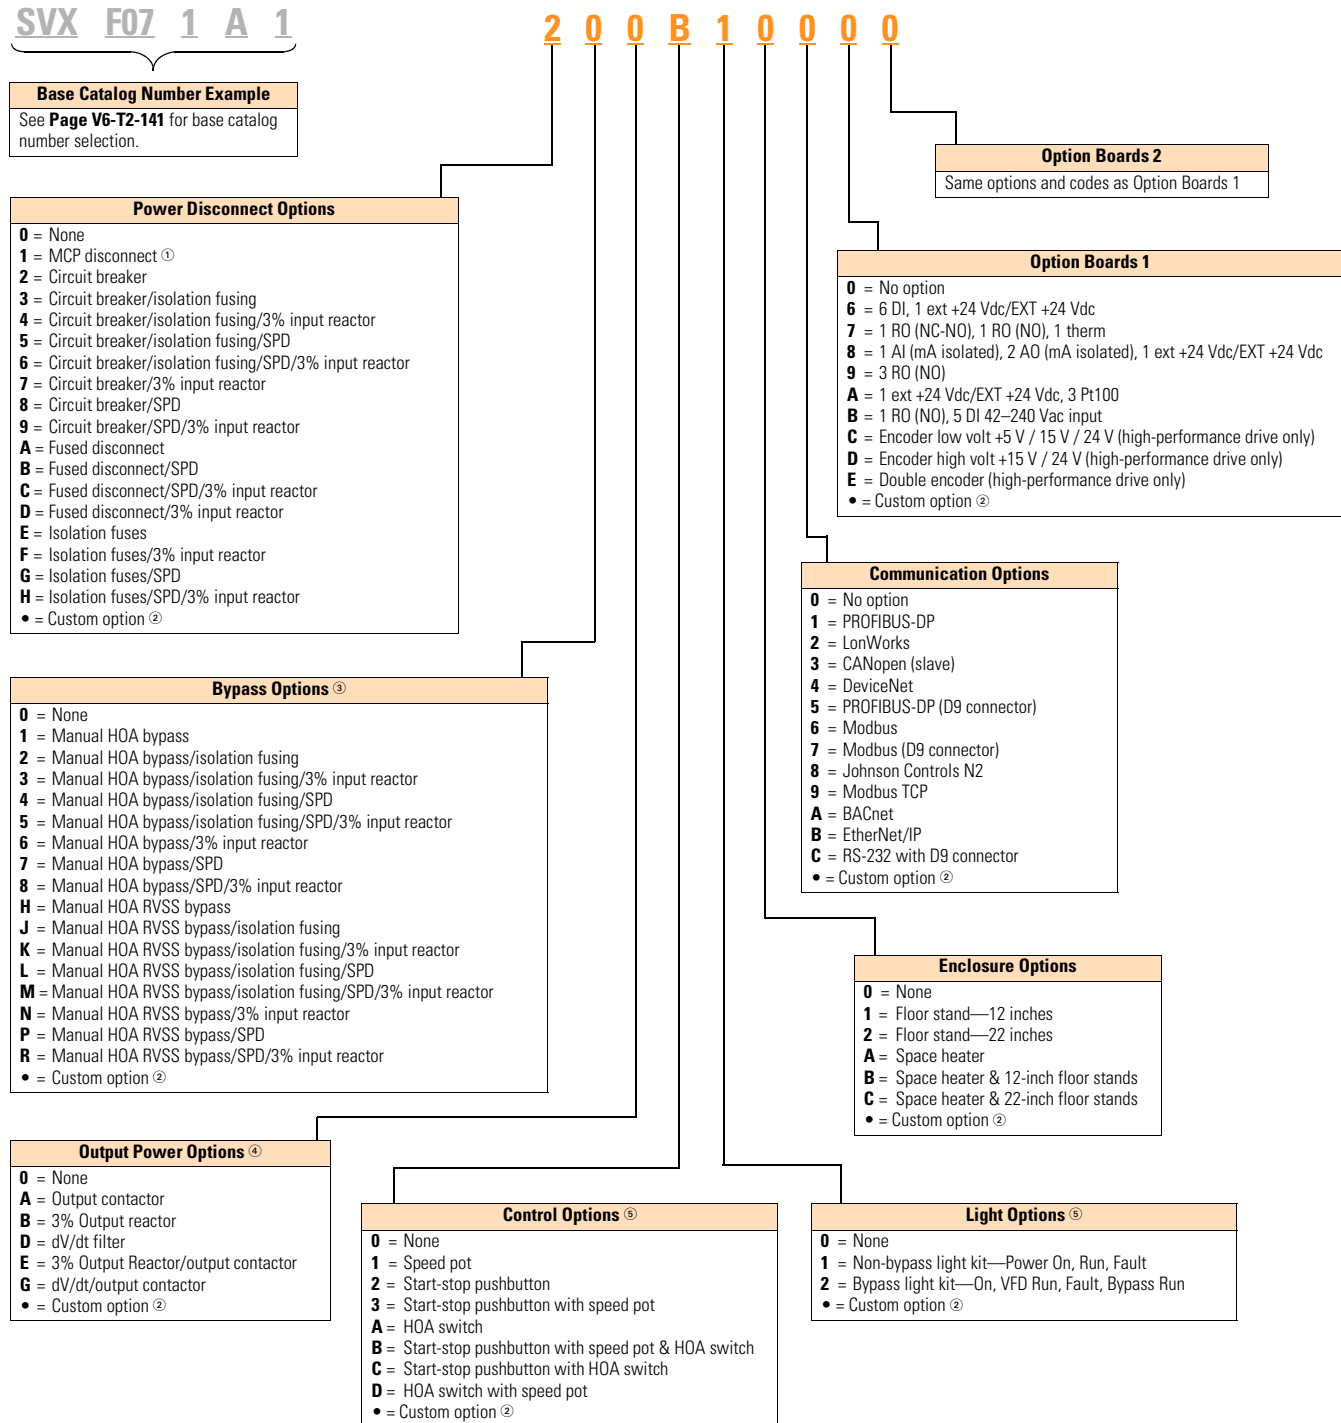 SVX F07 1 A 1
2 0 0 B 1 0 0 0 0
Base Catalog Number Example
See Page V6-T2-141 for base catalog
number selection.
Power Disconnect Options
0 = None
1 = MCP disconnect ①
2 = Circuit breaker
3 = Circuit breaker/isolation fusing
4 = Circuit breaker/isolation fusing/3% input reactor
5 = Circuit breaker/isolation fusing/SPD
6 = Circuit breaker/isolation fusing/SPD/3% input reactor
7 = Circuit breaker/3% input reactor
8 = Circuit breaker/SPD
9 = Circuit breaker/SPD/3% input reactor
A = Fused disconnect
B = Fused disconnect/SPD
C = Fused disconnect/SPD/3% input reactor
D = Fused disconnect/3% input reactor
E = Isolation fuses
F = Isolation fuses/3% input reactor
G = Isolation fuses/SPD
H = Isolation fuses/SPD/3% input reactor
• = Custom option ②
Bypass Options ③
0 = None
1 = Manual HOA bypass
2 = Manual HOA bypass/isolation fusing
3 = Manual HOA bypass/isolation fusing/3% input reactor
4 = Manual HOA bypass/isolation fusing/SPD
5 = Manual HOA bypass/isolation fusing/SPD/3% input reactor
6 = Manual HOA bypass/3% input reactor
7 = Manual HOA bypass/SPD
8 = Manual HOA bypass/SPD/3% input reactor
H = Manual HOA RVSS bypass
J = Manual HOA RVSS bypass/isolation fusing
K = Manual HOA RVSS bypass/isolation fusing/3% input reactor
L = Manual HOA RVSS bypass/isolation fusing/SPD
M = Manual HOA RVSS bypass/isolation fusing/SPD/3% input reactor
N = Manual HOA RVSS bypass/3% input reactor
P = Manual HOA RVSS bypass/SPD
R = Manual HOA RVSS bypass/SPD/3% input reactor
• = Custom option ②
Output Power Options ④
0 = None
A = Output contactor
B = 3% Output reactor
D = dV/dt filter
E = 3% Output Reactor/output contactor
G = dV/dt/output contactor
• = Custom option ②
Control Options ⑤
0 = None
1 = Speed pot
2 = Start-stop pushbutton
3 = Start-stop pushbutton with speed pot
A = HOA switch
B = Start-stop pushbutton with speed pot & HOA switch
C = Start-stop pushbutton with HOA switch
D = HOA switch with speed pot
• = Custom option ②
Light Options ⑤
0 = None
1 = Non-bypass light kit—Power On, Run, Fault
2 = Bypass light kit—On, VFD Run, Fault, Bypass Run
• = Custom option ②
Enclosure Options
0 = None
1 = Floor stand—12 inches
2 = Floor stand—22 inches
A = Space heater
B = Space heater & 12-inch floor stands
C = Space heater & 22-inch floor stands
• = Custom option ②
Communication Options
0 = No option
1 = PROFIBUS-DP
2 = LonWorks
3 = CANopen (slave)
4 = DeviceNet
5 = PROFIBUS-DP (D9 connector)
6 = Modbus
7 = Modbus (D9 connector)
8 = Johnson Controls N2
9 = Modbus TCP
A = BACnet
B = EtherNet/IP
C = RS-232 with D9 connector
• = Custom option ②
Option Boards 1
0 = No option
6 = 6 DI, 1 ext +24 Vdc/EXT +24 Vdc
7 = 1 RO (NC-NO), 1 RO (NO), 1 therm
8 = 1 AI (mA isolated), 2 AO (mA isolated), 1 ext +24 Vdc/EXT +24 Vdc
9 = 3 RO (NO)
A = 1 ext +24 Vdc/EXT +24 Vdc, 3 Pt100
B = 1 RO (NO), 5 DI 42–240 Vac input
C = Encoder low volt +5 V / 15 V / 24 V (high-performance drive only)
D = Encoder high volt +15 V / 24 V (high-performance drive only)
E = Double encoder (high-performance drive only)
• = Custom option ②
Option Boards 2
Same options and codes as Option Boards 1